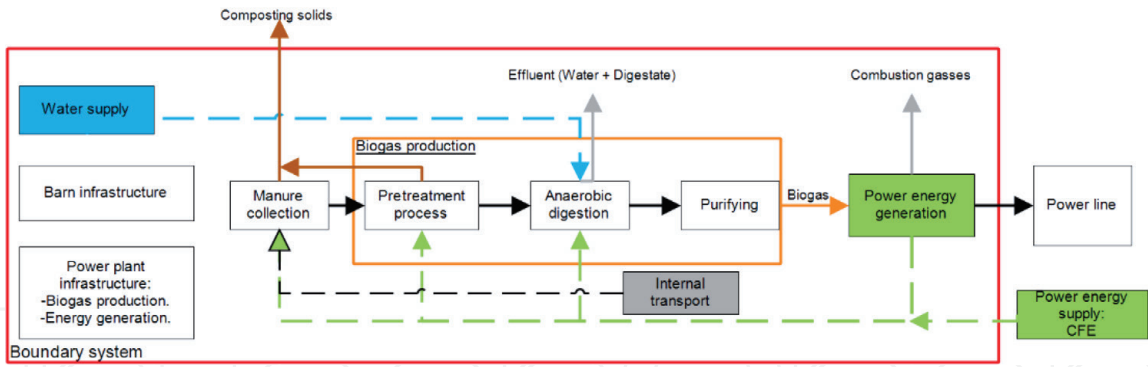 Composting solids
Effluent (Water + Digestate)
Combustion gasses
Water supply
Biogas production
Barn infrastructure
Manure
collection
Pretreatment
process
Anaerobic
digestion
Purifying
Biogas
Power energy
generation
Power line
Power plant
infrastructure:
-Biogas production.
-Energy generation.
Internal
transport
Power energy
supply:
CFE
Boundary system